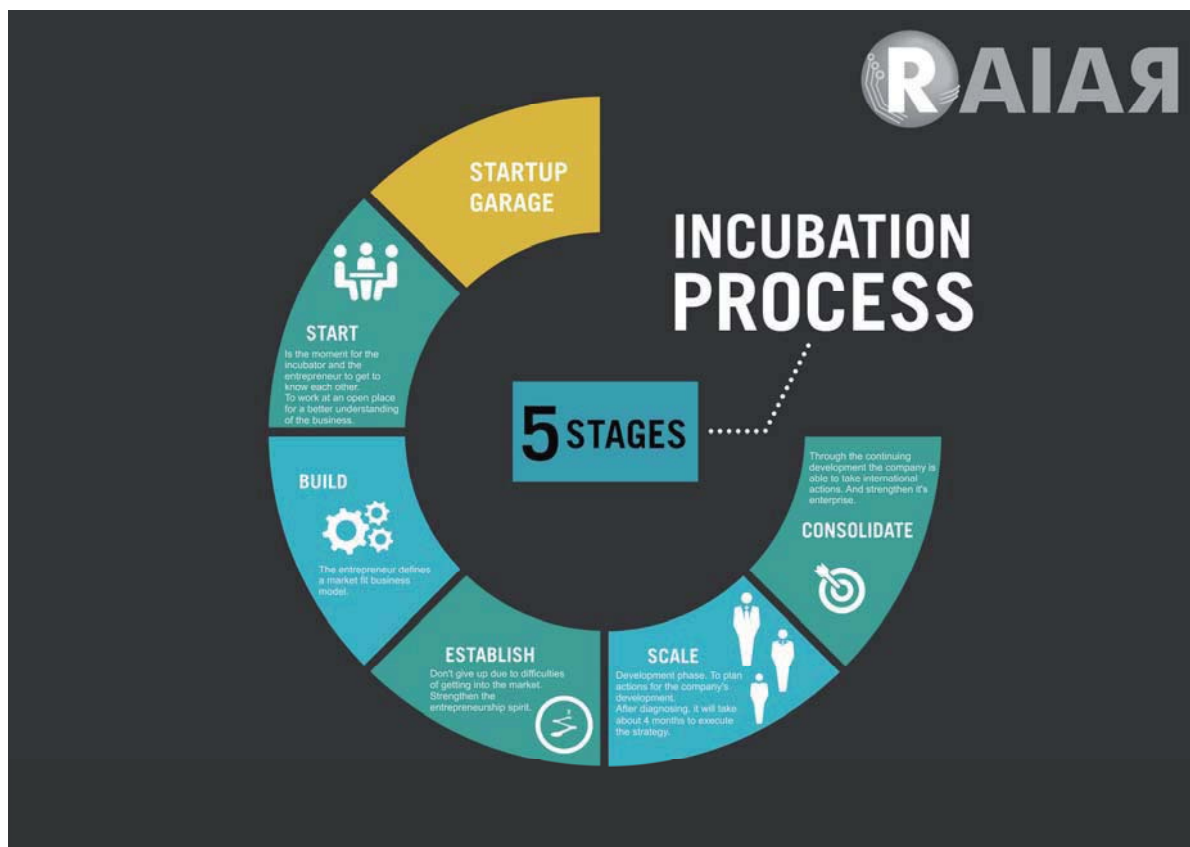 RAIAЯ
INCUBATION
PROCESS
5 STAGES
STARTUP
GARAGE
START
Is the moment for the
incubator and the
entrepreneur to get to
know each other.
To work at an open place
for a better understanding
of the business.
BUILD
The entrepreneur defines
a market fit business
model.
ESTABLISH
Don't give up due to difficulties
of getting into the market.
Strengthen the
entrepreneurship spirit.
SCALE
Development phase. To plan
actions for the company's
development.
After diagnosing, it will take
about 4 months to execute
the strategy.
Through the continuing
development the company is
able to take international
actions. And strengthen it's
enterprise.
CONSOLIDATE